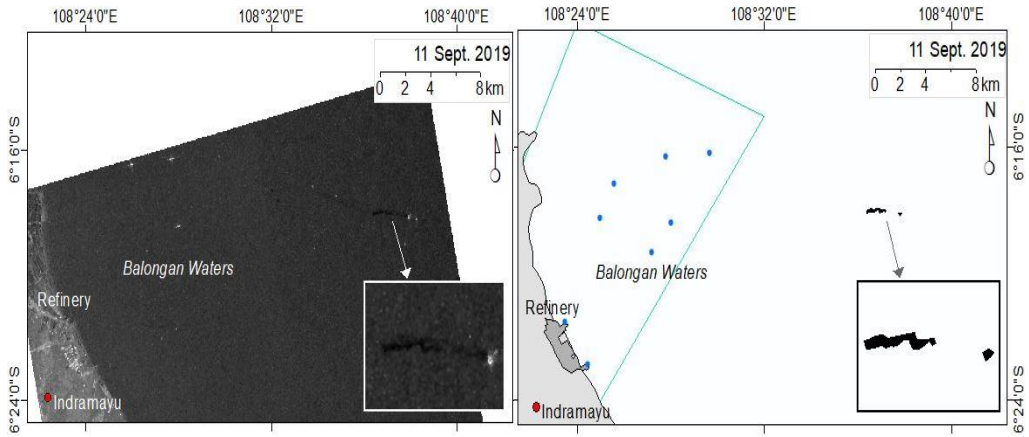 108°24'0"E
108°32'0"E
108°40'0"E
11 Sept. 2019
0 2 4 8 km
N
6°16'0"S
Balongan Waters
Refinery
Indramayu
6°24'0"S
108°24'0"E
108°32'0"E
108°40'0"E
11 Sept. 2019
0 2 4 8 km
N
6°16'0"S
Balongan Waters
Refinery
Indramayu
6°24'0"S